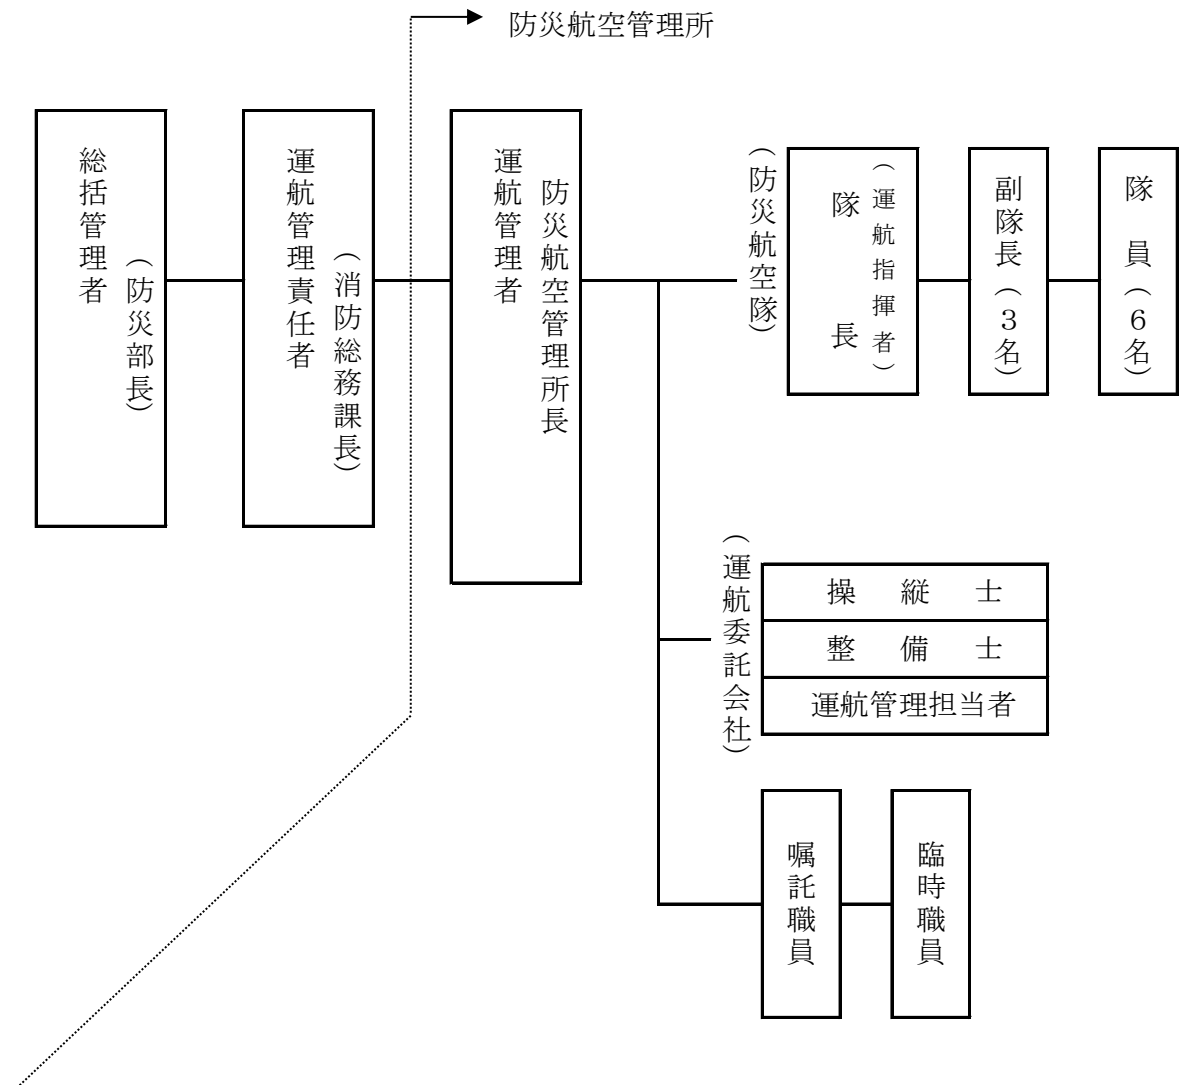 防災航空管理所
総括管理者
(防災部長)
運航管理責任者
(消防総務課長)
運航管理者
防災航空管理所長
(防災航空隊)
隊長
(運航指揮者)
副隊長(3名)
隊員(6名)
(運航委託会社)
操縦士
整備士
運航管理担当者
嘱託職員
臨時職員